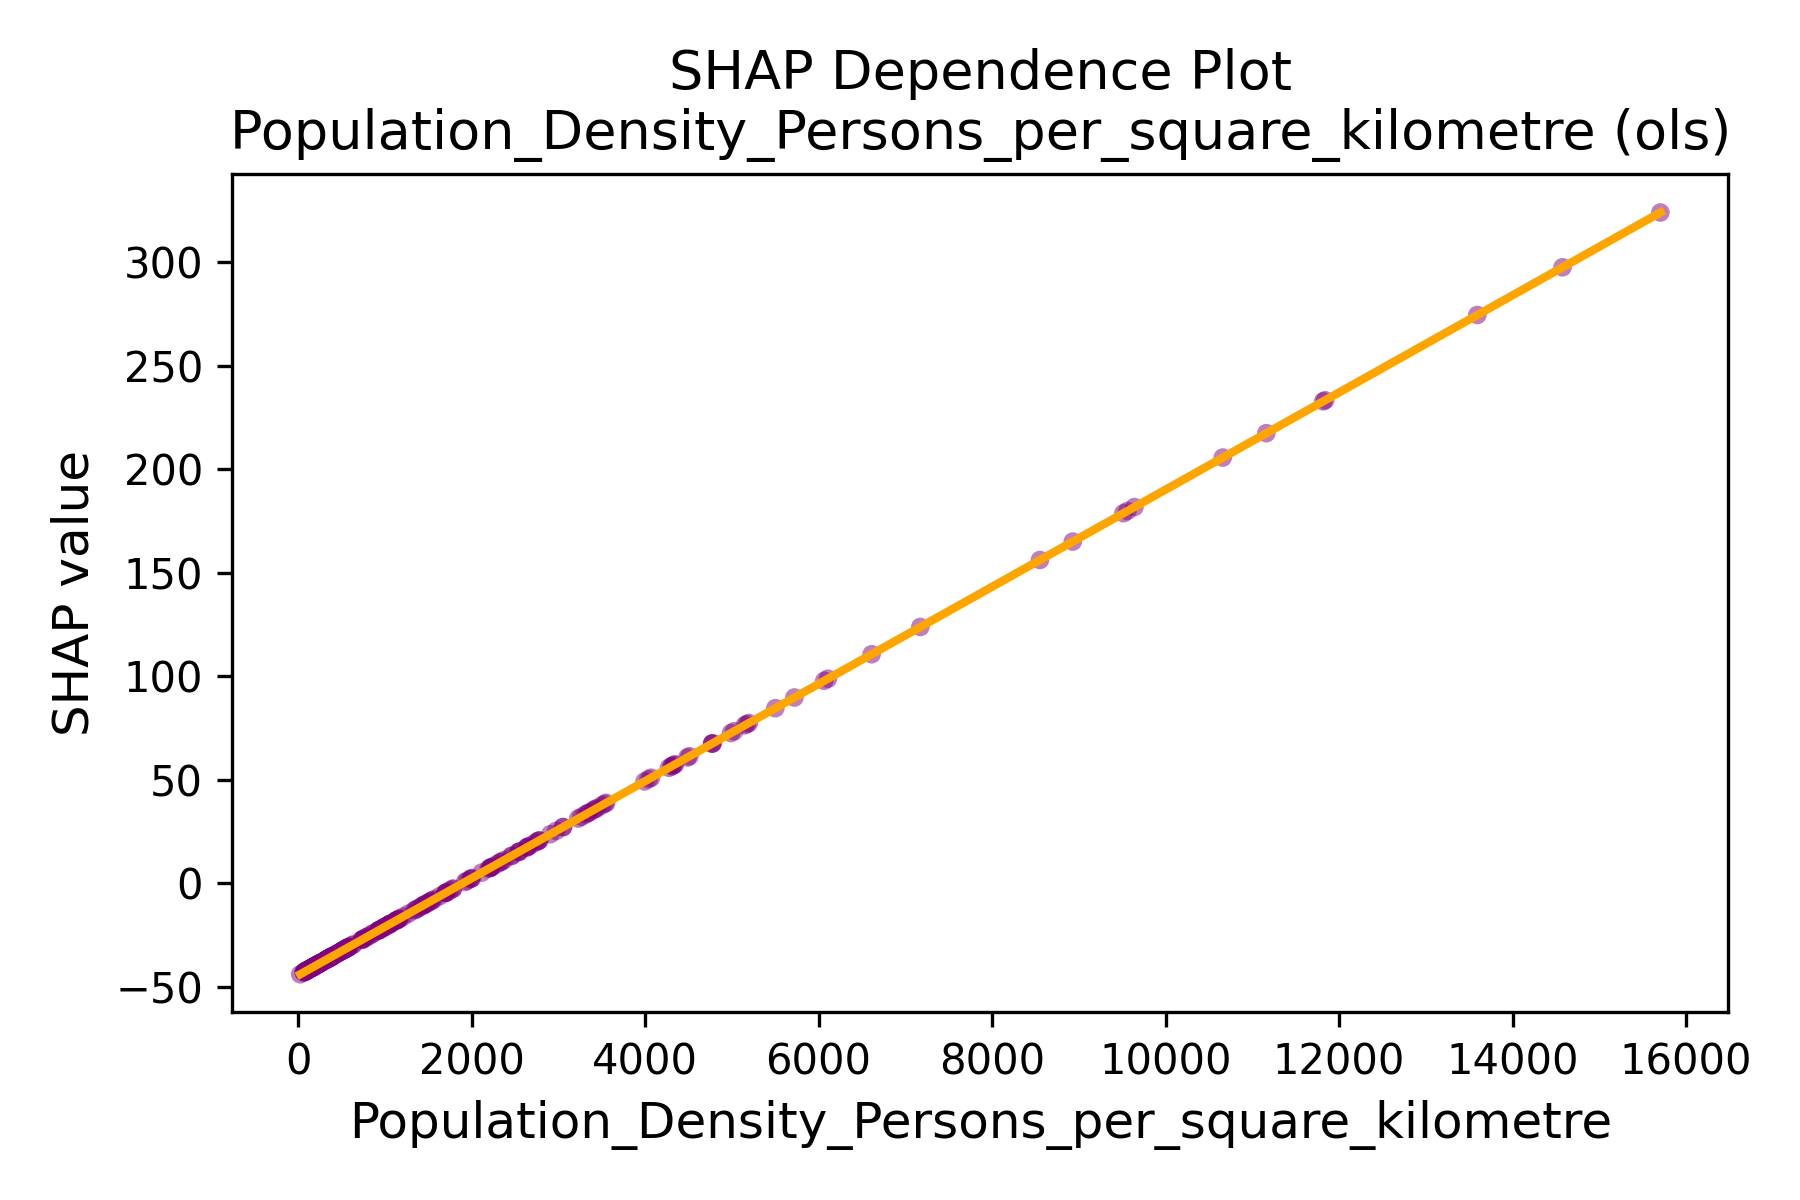 SHAP Dependence Plot
Population_Density_Persons_per_square_kilometre (ols)
SHAP value
300
250
200
150
100
50
0
−50
0 2000 4000 6000 8000 10000 12000 14000 16000
Population_Density_Persons_per_square_kilometre